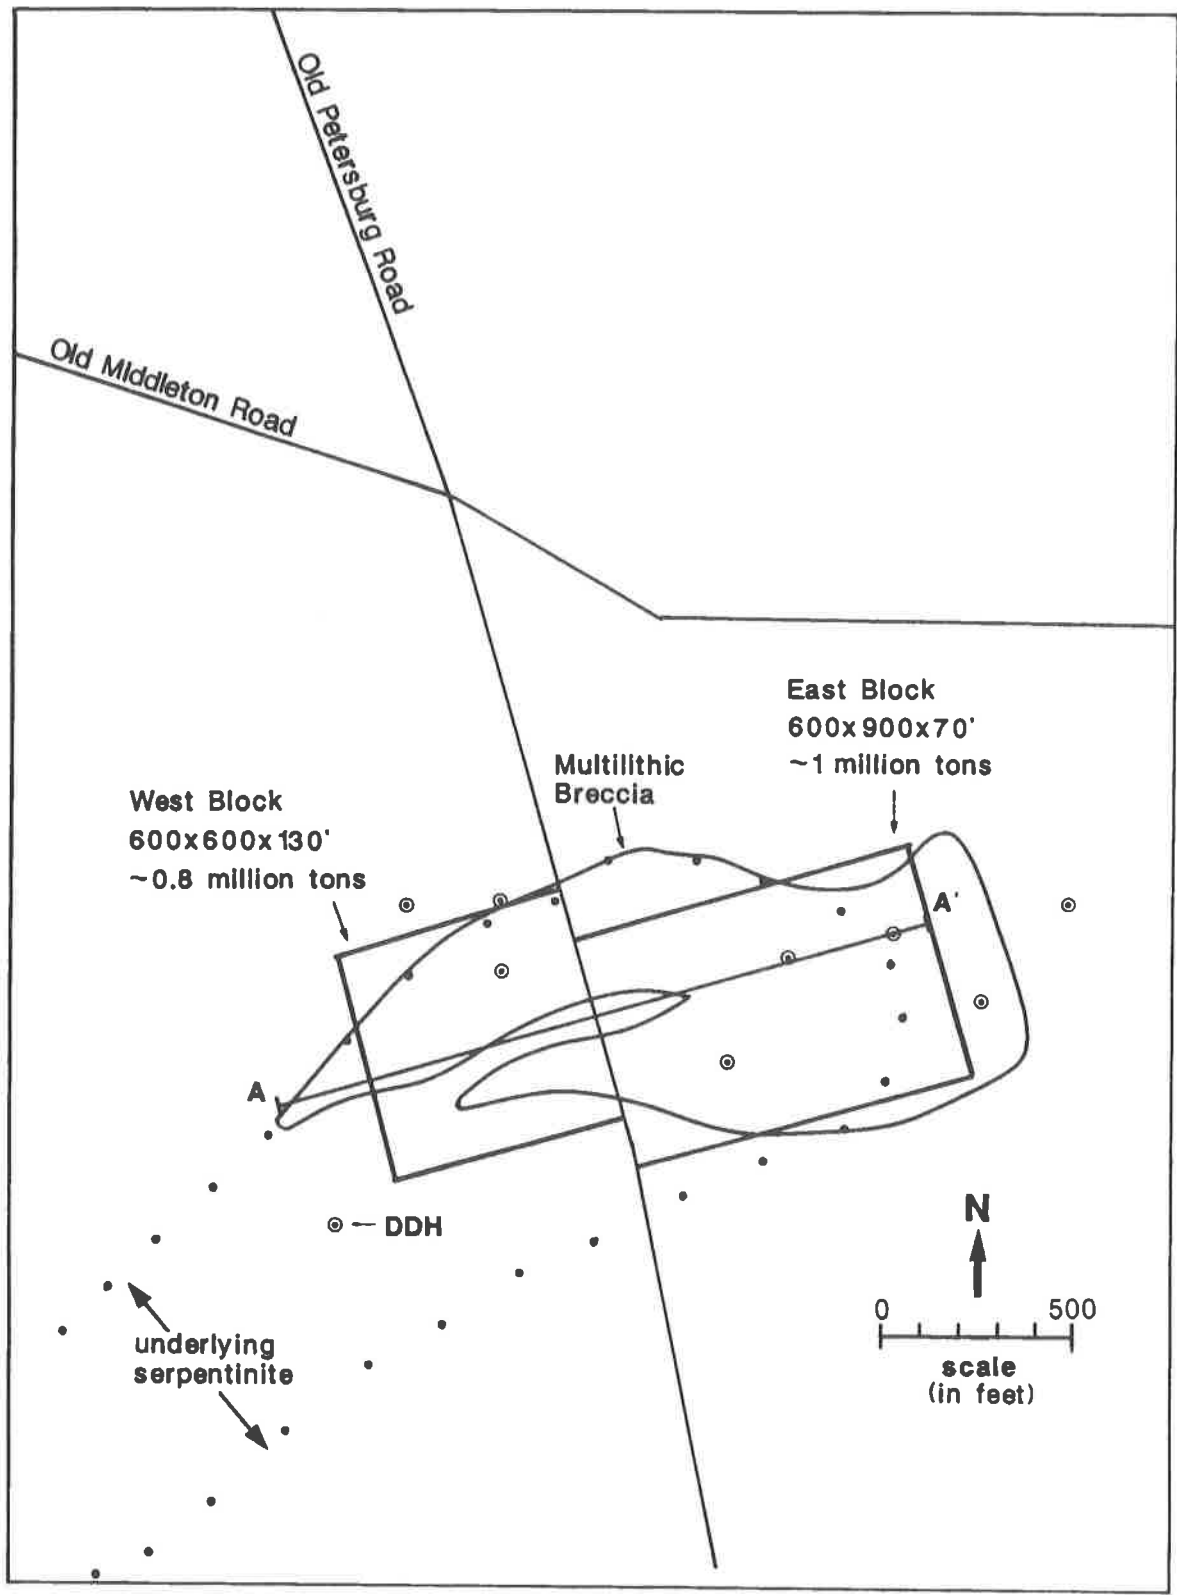 Old Petersburg Road
Old Middleton Road
East Block
600x900x70'
~1 million tons
Multilithic
Breccia
West Block
600x600x130'
~0.8 million tons
A'
A
DDH
N
0 500
scale
(in feet)
underlying
serpentinite